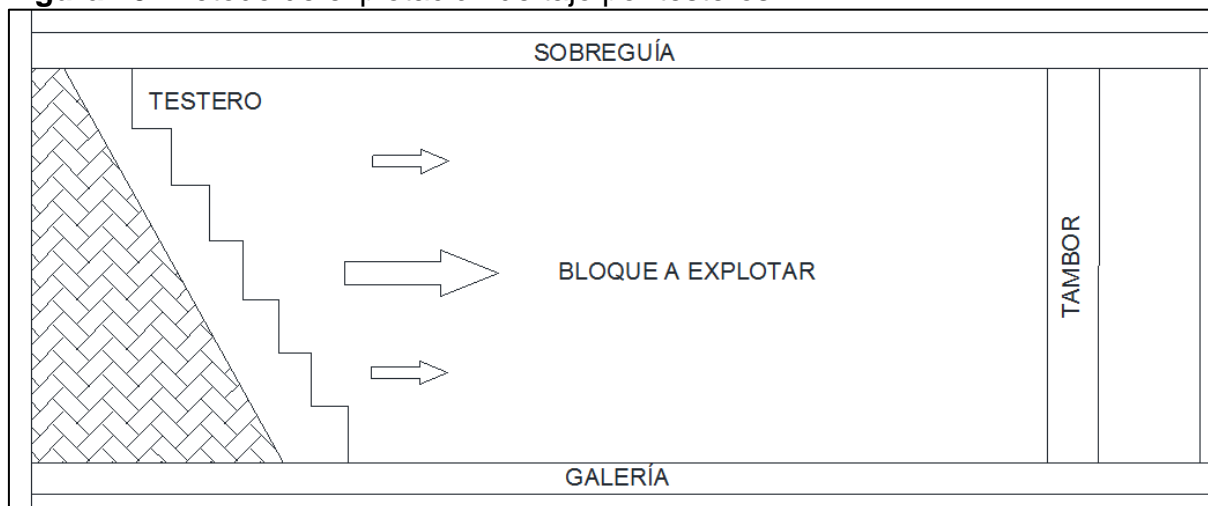 SOBREGUÍA
TESTERO
BLOQUE A EXPLOTAR
TAMBOR
GALERÍA